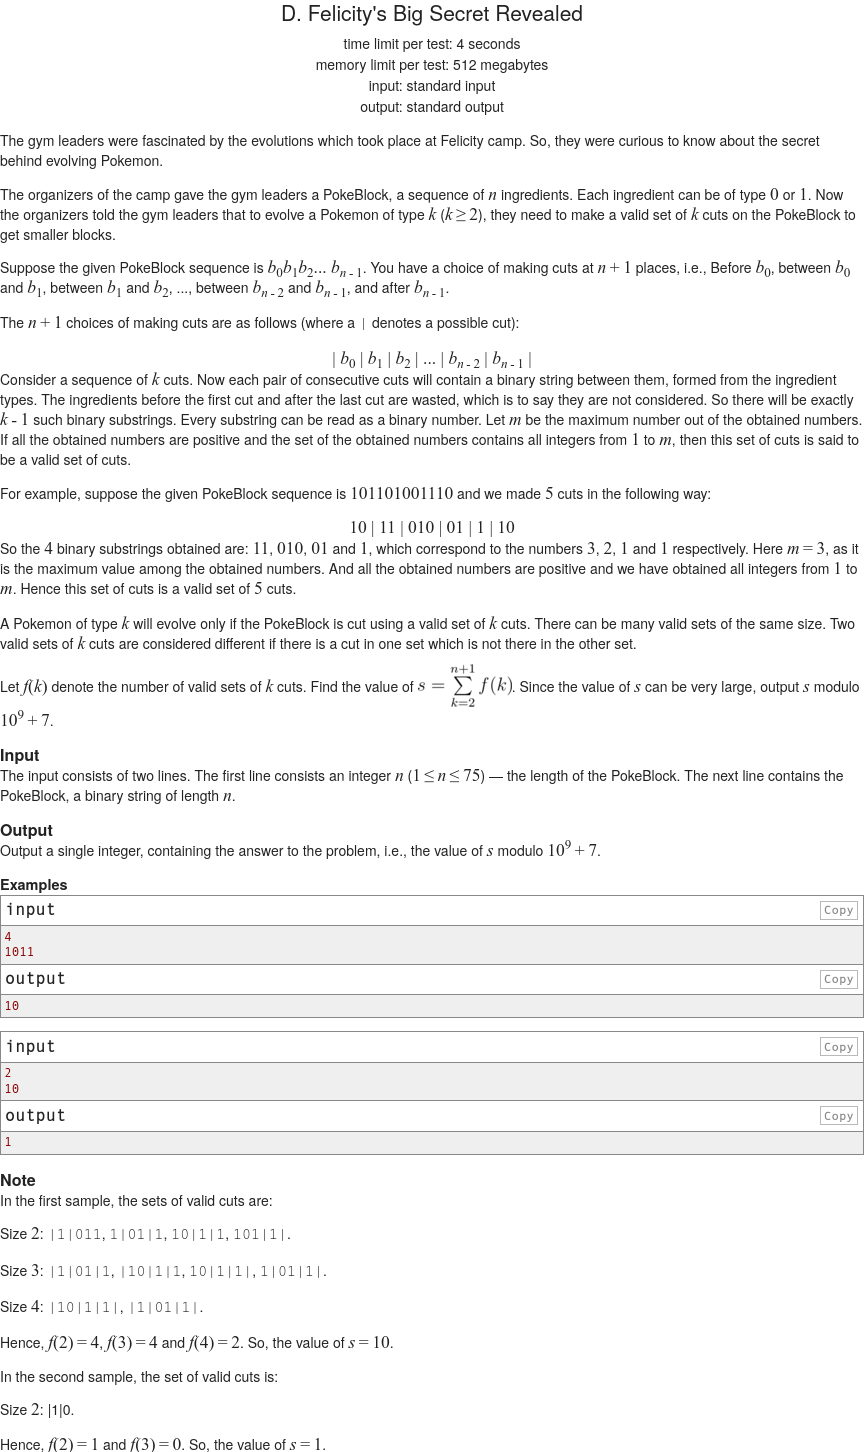 D. Felicity's Big Secret Revealed
time limit per test: 4 seconds
memory limit per test: 512 megabytes
input: standard input
output: standard output
The gym leaders were fascinated by the evolutions which took place at Felicity camp. So, they were curious to know about the secret
behind evolving Pokemon.
The organizers of the camp gave the gym leaders a PokeBlock, a sequence of n ingredients. Each ingredient can be of type 0 or 1. Now
the organizers told the gym leaders that to evolve a Pokemon of type k (k ≥ 2), they need to make a valid set of k cuts on the PokeBlock to
get smaller blocks.
Suppose the given PokeBlock sequence is b0b1b2... bn - 1. You have a choice of making cuts at n + 1 places, i.e., Before b0, between b0
and b1, between b1 and b2, ..., between bn - 2 and bn - 1, and after bn - 1.
The n + 1 choices of making cuts are as follows (where a | denotes a possible cut):
| b0 | b1 | b2 | ... | bn - 2 | bn - 1 |
Consider a sequence of k cuts. Now each pair of consecutive cuts will contain a binary string between them, formed from the ingredient
types. The ingredients before the first cut and after the last cut are wasted, which is to say they are not considered. So there will be exactly
k - 1 such binary substrings. Every substring can be read as a binary number. Let m be the maximum number out of the obtained numbers.
If all the obtained numbers are positive and the set of the obtained numbers contains all integers from 1 to m, then this set of cuts is said to
be a valid set of cuts.
For example, suppose the given PokeBlock sequence is 101101001110 and we made 5 cuts in the following way:
10 | 11 | 010 | 01 | 1 | 10
So the 4 binary substrings obtained are: 11, 010, 01 and 1, which correspond to the numbers 3, 2, 1 and 1 respectively. Here m = 3, as it
is the maximum value among the obtained numbers. And all the obtained numbers are positive and we have obtained all integers from 1 to
m. Hence this set of cuts is a valid set of 5 cuts.
A Pokemon of type k will evolve only if the PokeBlock is cut using a valid set of k cuts. There can be many valid sets of the same size. Two
valid sets of k cuts are considered different if there is a cut in one set which is not there in the other set.
Let f(k) denote the number of valid sets of k cuts. Find the value of s = ∑_{k=2}^{n+1} f(k). Since the value of s can be very large, output s modulo
10^9 + 7.
Input
The input consists of two lines. The first line consists an integer n (1 ≤ n ≤ 75) — the length of the PokeBlock. The next line contains the
PokeBlock, a binary string of length n.
Output
Output a single integer, containing the answer to the problem, i.e., the value of s modulo 10^9 + 7.
Examples
input Copy
4
1011
output Copy
10
input Copy
2
10
output Copy
1
Note
In the first sample, the sets of valid cuts are:
Size 2: |1|011, 1|01|1, 10|1|1, 101|1|.
Size 3: |1|01|1, |10|1|1, 10|1|1|, 1|01|1|.
Size 4: |10|1|1|, |1|01|1|.
Hence, f(2) = 4, f(3) = 4 and f(4) = 2. So, the value of s = 10.
In the second sample, the set of valid cuts is:
Size 2: |1|0.
Hence, f(2) = 1 and f(3) = 0. So, the value of s = 1.